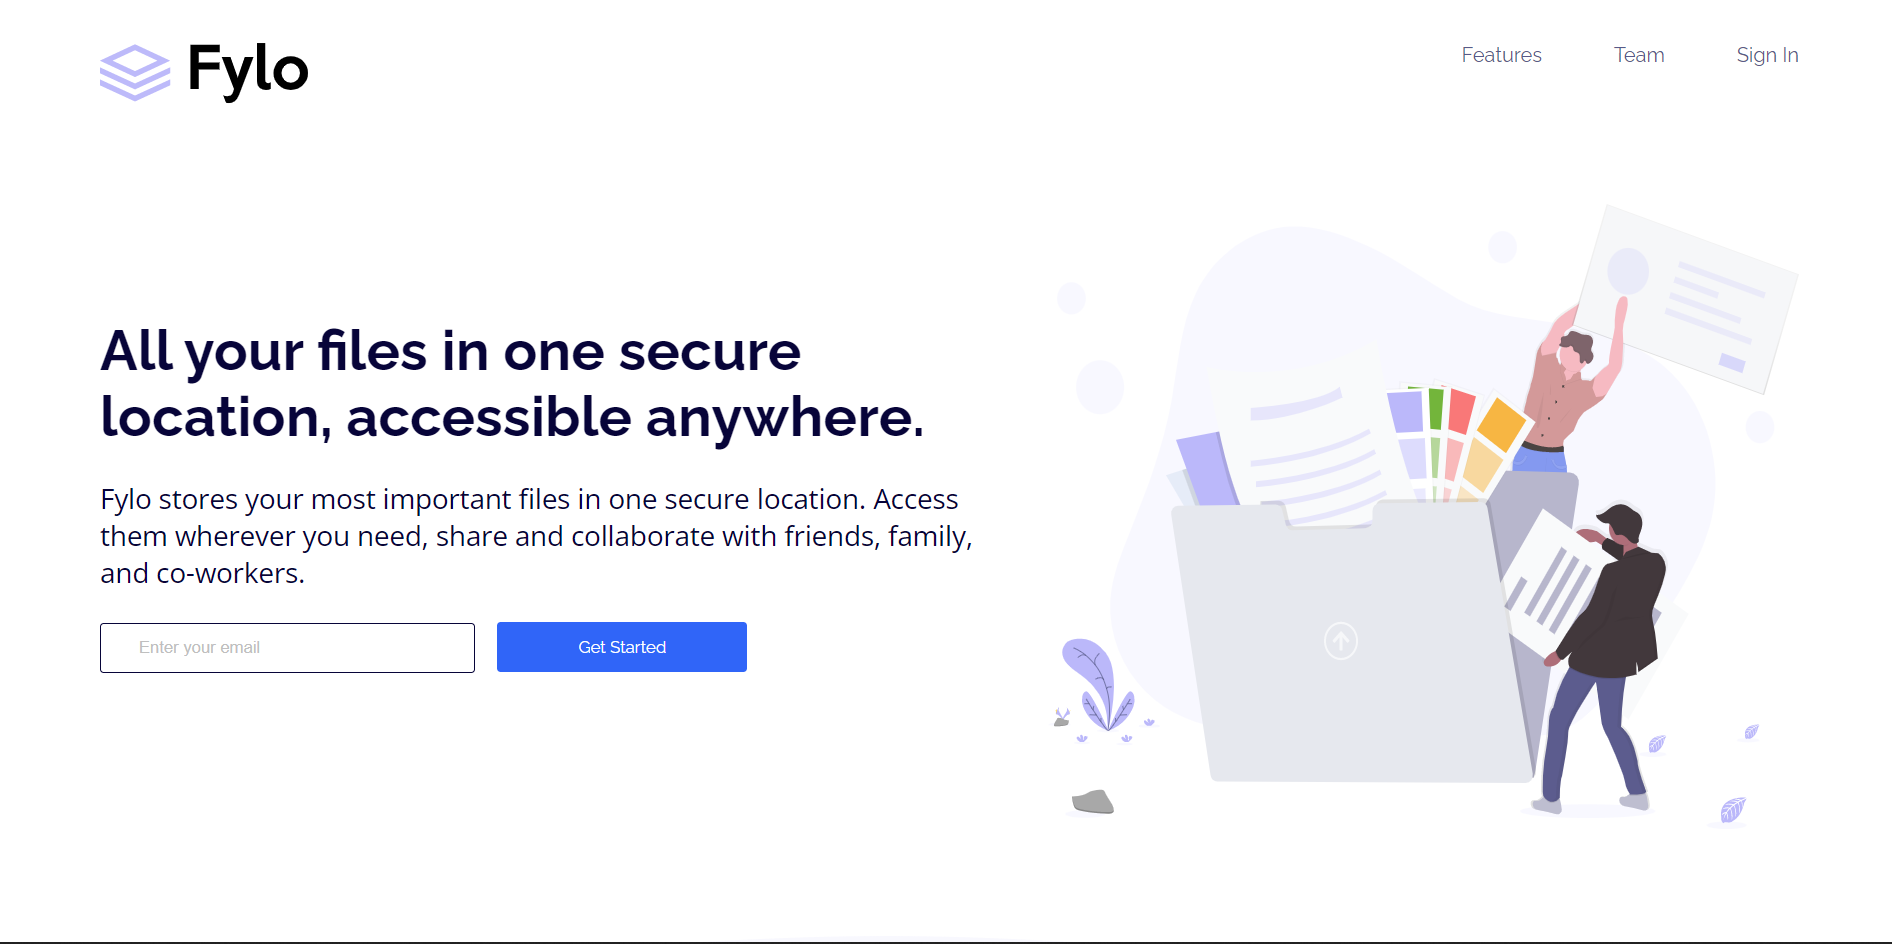 Fylo
Features
Team
Sign In
All your files in one secure
location, accessible anywhere.
Fylo stores your most important files in one secure location. Access
them wherever you need, share and collaborate with friends, family,
and co-workers.
Enter your email
Get Started